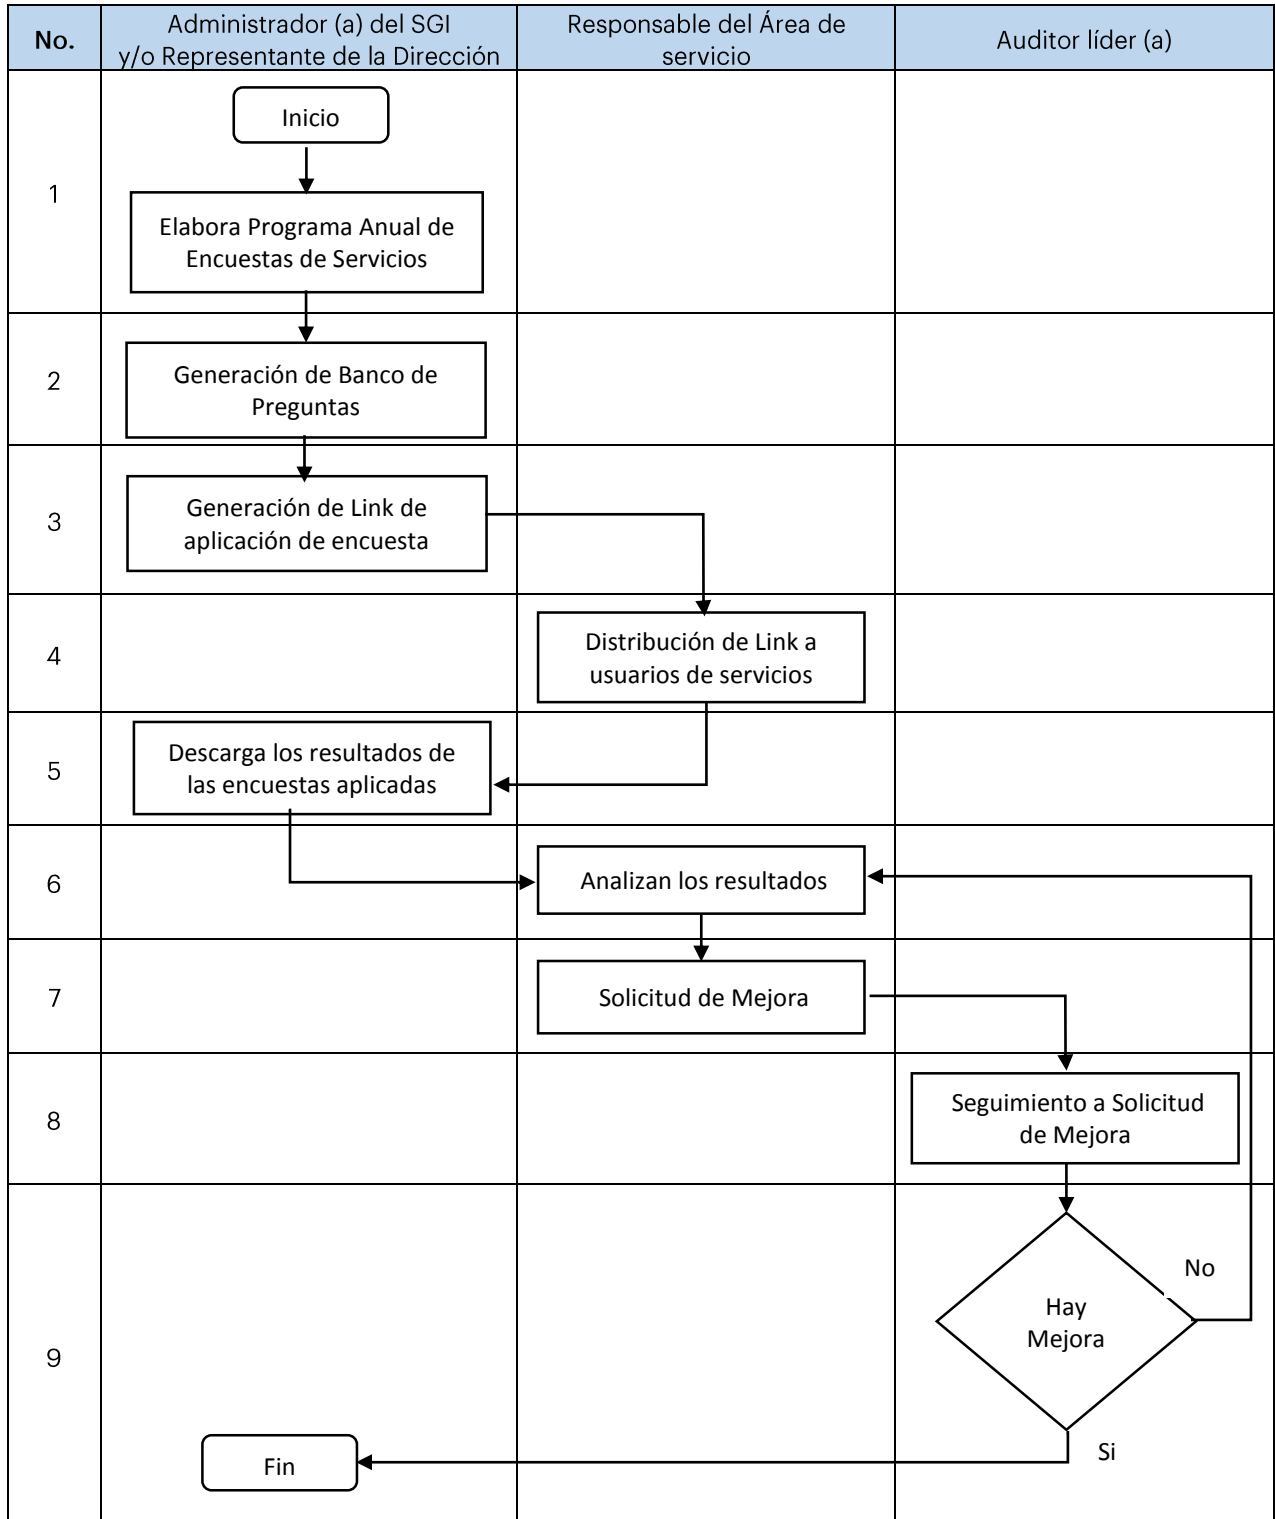 No.
Administrador (a) del SGI
y/o Representante de la Dirección
Responsable del Área de
servicio
Auditor líder (a)
Inicio
1
Elabora Programa Anual de
Encuestas de Servicios
2
Generación de Banco de
Preguntas
3
Generación de Link de
aplicación de encuesta
4
Distribución de Link a
usuarios de servicios
5
Descarga los resultados de
las encuestas aplicadas
6
Analizan los resultados
7
Solicitud de Mejora
8
Seguimiento a Solicitud
de Mejora
No
Hay
Mejora
9
Si
Fin